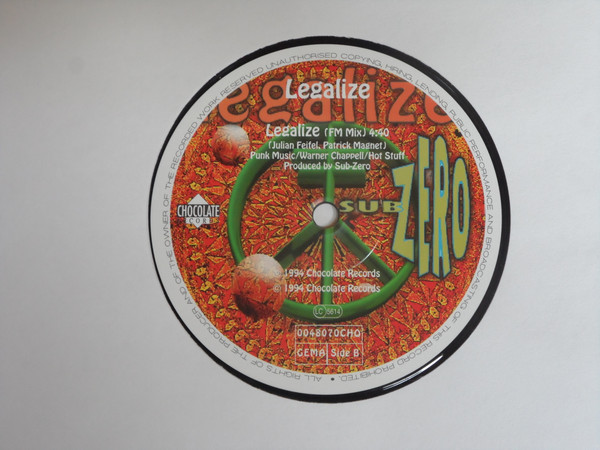 Legalize
Legalize
Legalize (FM Mix) 4:40
(Julian Feifel, Patrick Magnet)
Punk Music/Warner Chappell/Hot Stuff
Produced by Sub-Zero
SUB ZERO
CHOCOLATE
CORD
℗ 1994 Chocolate Records
© 1994 Chocolate Records
LC 5614
0048070CHO
GEMA Side B
ALL RIGHTS OF THE PRODUCER AND OF THE OWNER OF THE RECORDED WORK RESERVED UNAUTHORISED COPYING, HIRING, LENDING, PUBLIC PERFORMANCE AND BROADCASTING OF THIS RECORD PROHIBITED. •